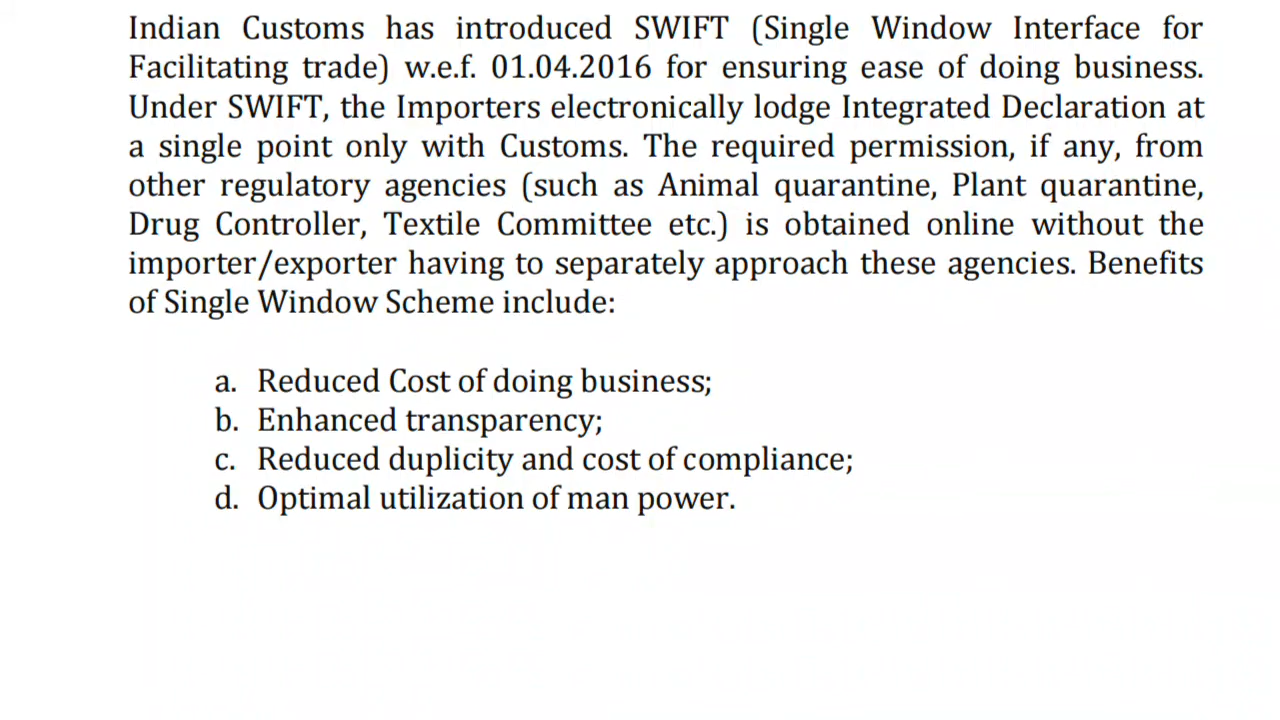 Indian Customs has introduced SWIFT (Single Window Interface for
Facilitating trade) w.e.f. 01.04.2016 for ensuring ease of doing business.
Under SWIFT, the Importers electronically lodge Integrated Declaration at
a single point only with Customs. The required permission, if any, from
other regulatory agencies (such as Animal quarantine, Plant quarantine,
Drug Controller, Textile Committee etc.) is obtained online without the
importer/exporter having to separately approach these agencies. Benefits
of Single Window Scheme include:
a. Reduced Cost of doing business;
b. Enhanced transparency;
c. Reduced duplicity and cost of compliance;
d. Optimal utilization of man power.